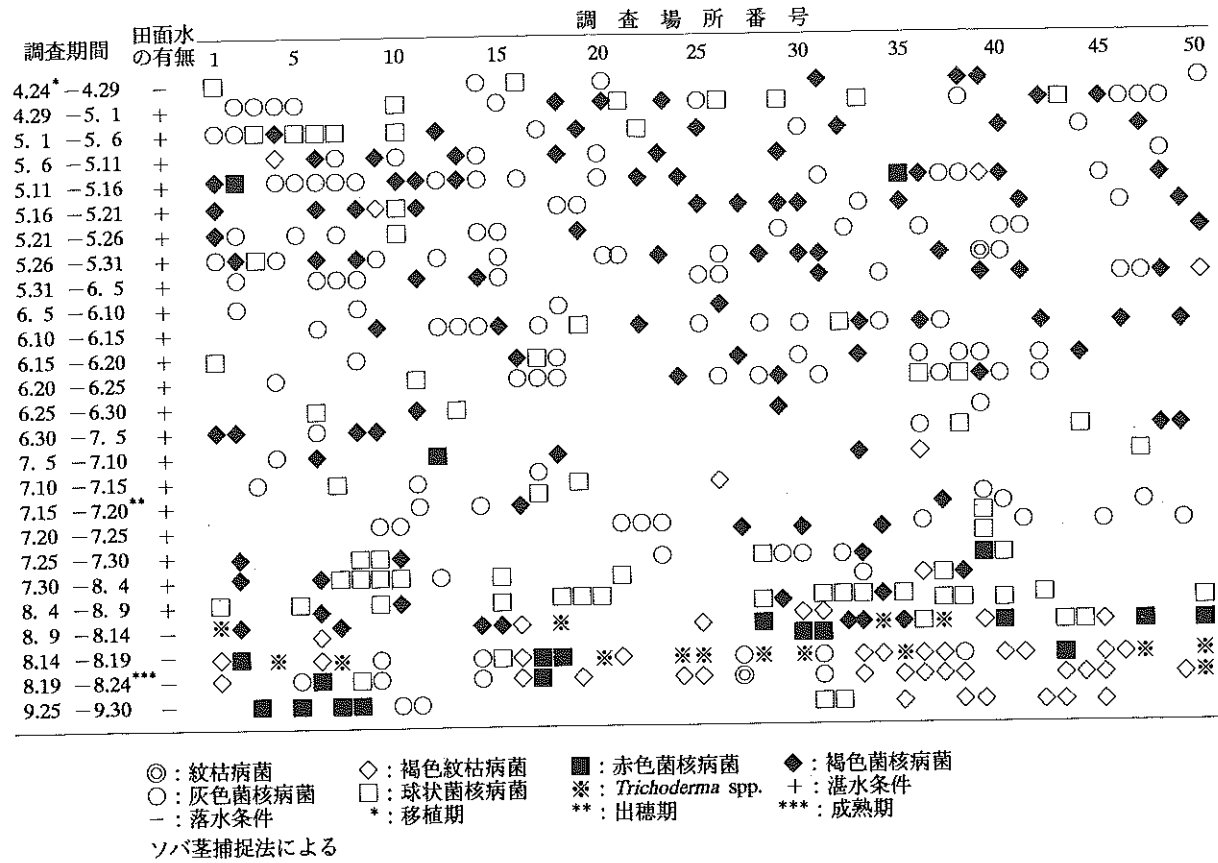 調査場所番号
調査期間 田面水の有無 1 5 10 15 20 25 30 35 40 45 50
4.24* −4.29 −
4.29 −5. 1 +
5. 1 −5. 6 +
5. 6 −5.11 +
5.11 −5.16 +
5.16 −5.21 +
5.21 −5.26 +
5.26 −5.31 +
5.31 −6. 5 +
6. 5 −6.10 +
6.10 −6.15 +
6.15 −6.20 +
6.20 −6.25 +
6.25 −6.30 +
6.30 −7. 5 +
7. 5 −7.10 +
7.10 −7.15 +
7.15 −7.20** +
7.20 −7.25 +
7.25 −7.30 +
7.30 −8. 4 +
8. 4 −8. 9 +
8. 9 −8.14 −
8.14 −8.19 −
8.19 −8.24*** −
9.25 −9.30 −
◎：紋枯病菌 ◇：褐色紋枯病菌 ■：赤色菌核病菌 ◆：褐色菌核病菌
○：灰色菌核病菌 □：球状菌核病菌 ※：Trichoderma spp. +：湛水条件
−：落水条件 *：移植期 **：出穂期 ***：成熟期
ソバ茎捕捉法による